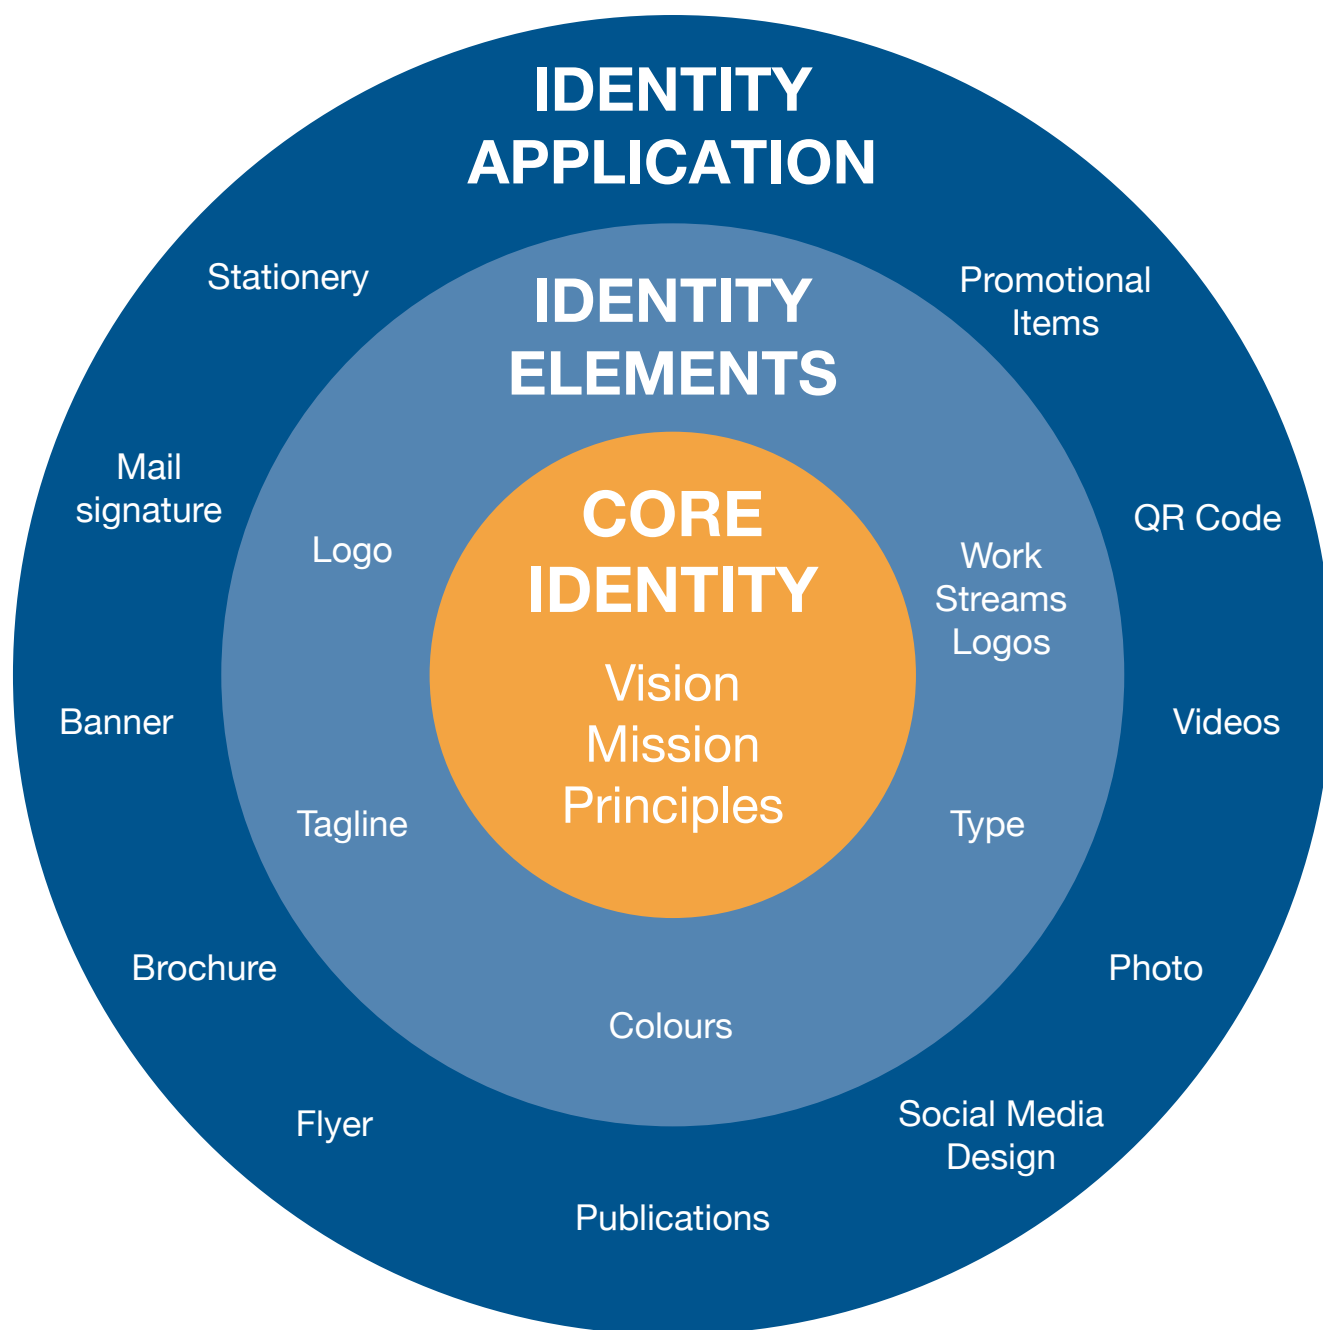 IDENTITY
APPLICATION
Stationery
Promotional
Items
Mail
signature
QR Code
Banner
Videos
Brochure
Photo
Flyer
Social Media
Design
Publications
IDENTITY
ELEMENTS
Logo
Work
Streams
Logos
Tagline
Type
Colours
CORE
IDENTITY
Vision
Mission
Principles